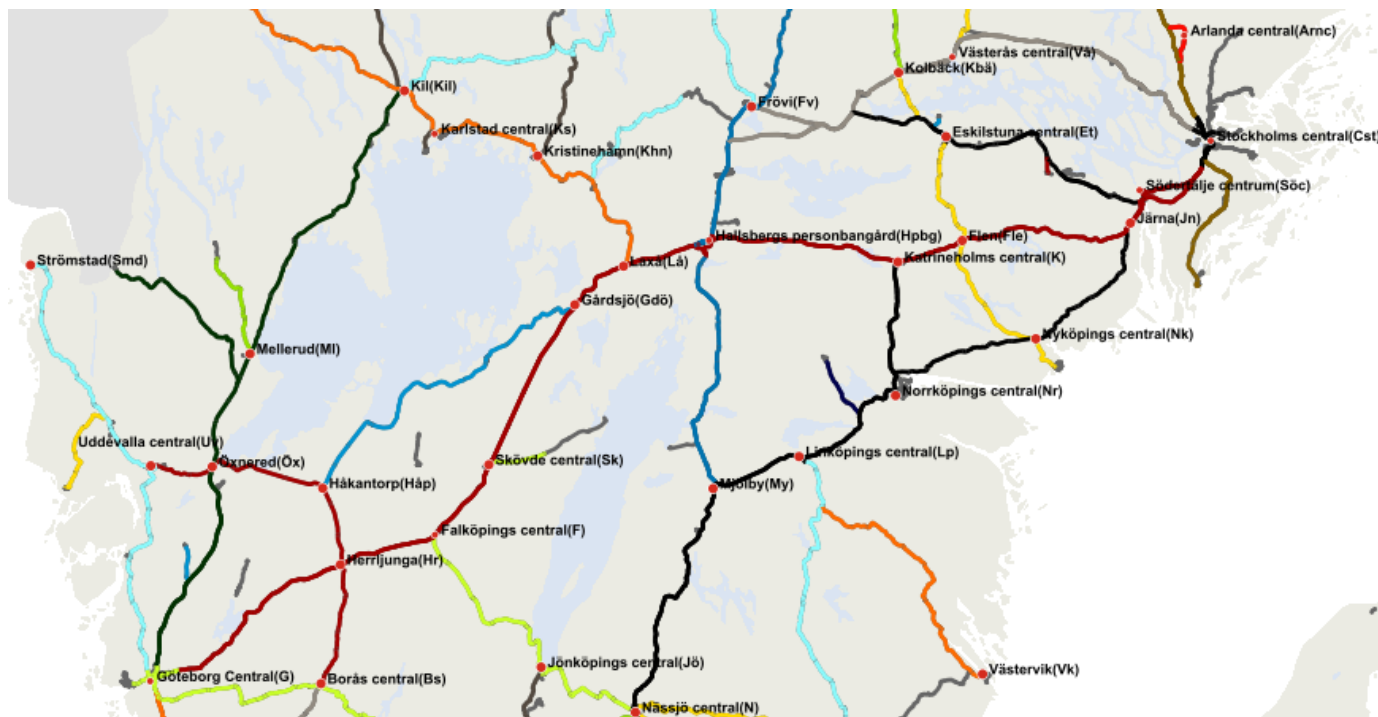 Arlanda central(Arnc)
Västerås central(Vå)
Kolbäck(Kbä)
Kil(Kil)
Frövi(Fv)
Karlstad central(Ks)
Eskilstuna central(Et)
Stockholms central(Cst)
Kristinehamn(Khn)
Södertälje centrum(Söc)
Järna(Jn)
Hallsbergs personbangård(Hpbg)
Flen(Fle)
Strömstad(Smd)
Laxå(Lå)
Katrineholms central(K)
Gårdsjö(Gdö)
Nyköpings central(Nk)
Mellerud(Ml)
Norrköpings central(Nr)
Uddevalla central(Uv)
Öxnered(Öx)
Skövde central(Sk)
Linköpings central(Lp)
Håkantorp(Håp)
Mjölby(My)
Falköpings central(F)
Herrljunga(Hr)
Jönköpings central(Jö)
Västervik(Vk)
Göteborg Central(G)
Borås central(Bs)
Nässjö central(N)